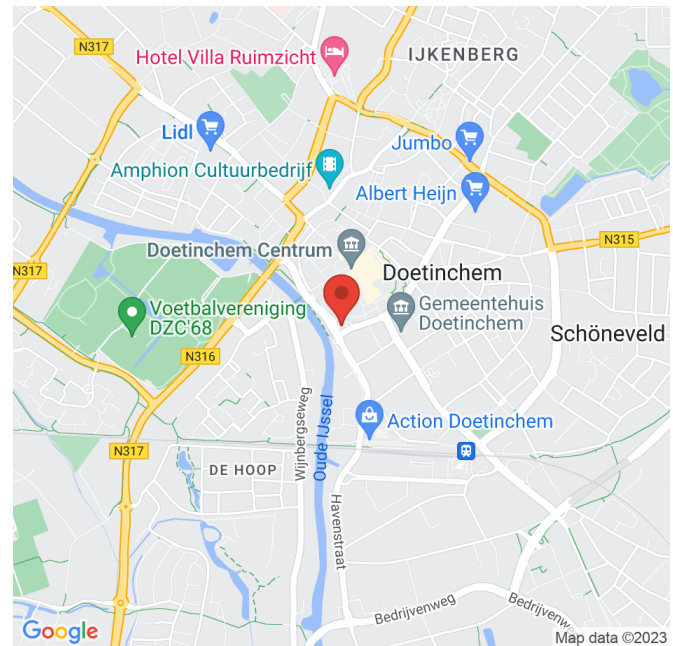 N317
Hotel Villa Ruimzicht
IJKENBERG
Lidl
Jumbo
Amphion Cultuurbedrijf
Albert Heijn
N315
Doetinchem Centrum
N317
Doetinchem
Voetbalvereniging
DZC'68
Gemeentehuis
Doetinchem
Schöneveld
N316
Action Doetinchem
Oude IJssel
Wijnbergseweg
N317
DE HOOP
Havenstraat
Bedrijvenweg
Bedrijvenw
Google
Map data ©2023